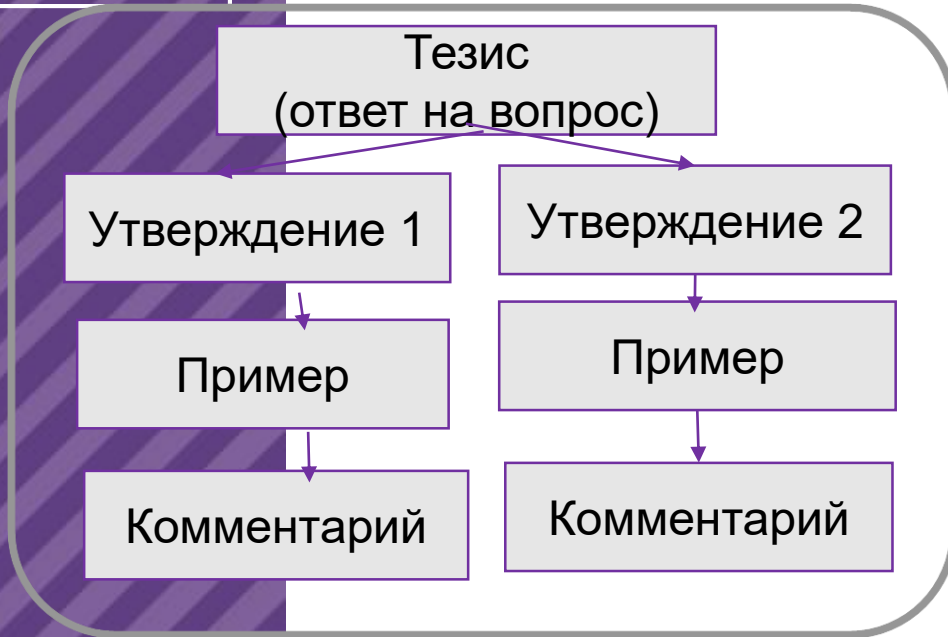 Тезис
(ответ на вопрос)
Утверждение 1
Утверждение 2
Пример
Пример
Комментарий
Комментарий